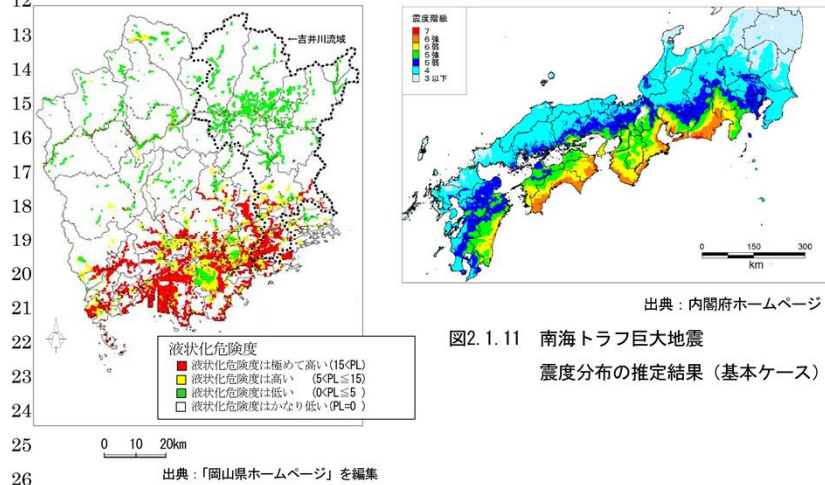 12
13
14
15
16
17
18
19
20
21
22
23
24
25
26
←吉井川流域
液状化危険度
液状化危険度は極めて高い(15<PL)
液状化危険度は高い (5<PL≦15)
液状化危険度は低い (0<PL≦5 )
液状化危険度はかなり低い(PL=0 )
0 10 20km
出典:「岡山県ホームページ」を編集
震度階級
7
6強
6弱
5強
5弱
4
3以下
0 150 300
km
出典:内閣府ホームページ
図2.1.11 南海トラフ巨大地震
震度分布の推定結果(基本ケース)